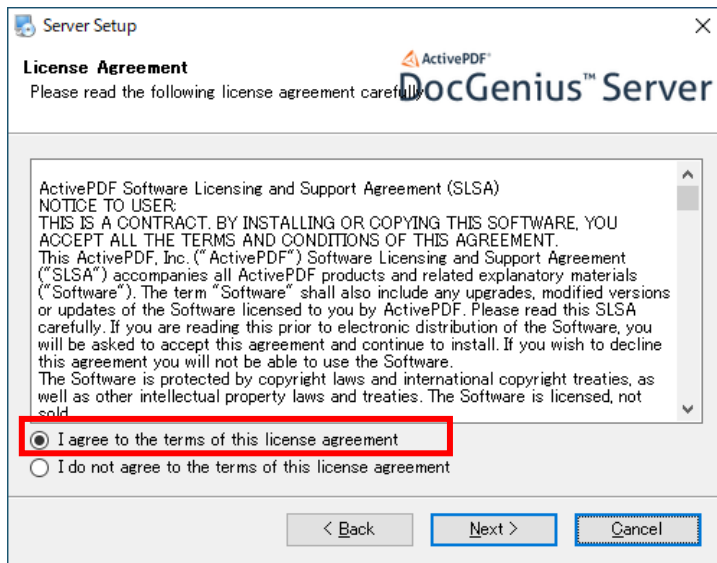 Server Setup
License Agreement
Please read the following license agreement carefully
ActivePDF®
DocGenius™ Server
ActivePDF Software Licensing and Support Agreement (SLSA)
NOTICE TO USER:
THIS IS A CONTRACT. BY INSTALLING OR COPYING THIS SOFTWARE, YOU
ACCEPT ALL THE TERMS AND CONDITIONS OF THIS AGREEMENT.
This ActivePDF, Inc. ("ActivePDF") Software Licensing and Support Agreement
("SLSA") accompanies all ActivePDF products and related explanatory materials
("Software"). The term "Software" shall also include any upgrades, modified versions
or updates of the Software licensed to you by ActivePDF. Please read this SLSA
carefully. If you are reading this prior to electronic distribution of the Software, you
will be asked to accept this agreement and continue to install. If you wish to decline
this agreement you will not be able to use the Software.
The Software is protected by copyright laws and international copyright treaties, as
well as other intellectual property laws and treaties. The Software is licensed, not
sold
I agree to the terms of this license agreement
I do not agree to the terms of this license agreement
< Back
Next >
Cancel